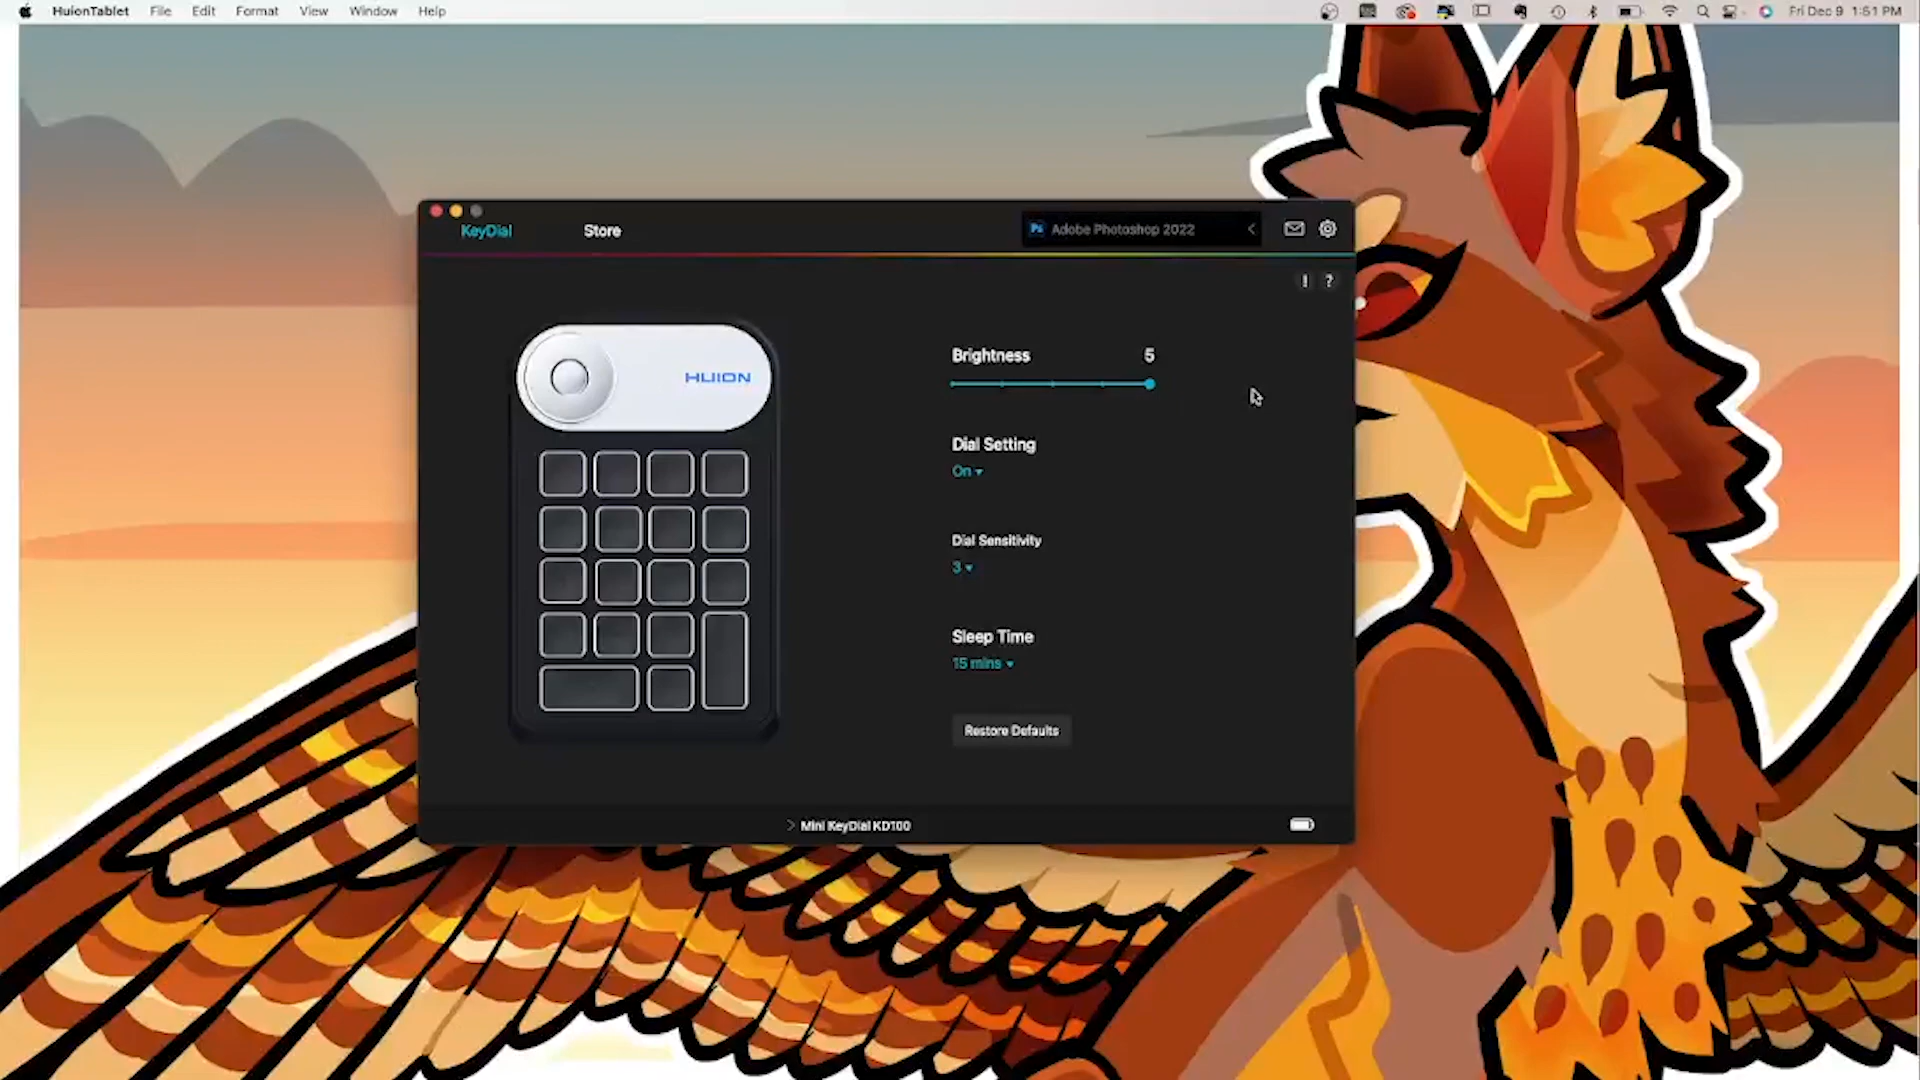 HuionTablet File Edit Format View Window Help Fri Dec 9 1:51 PM
KeyDial Store Ps Adobe Photoshop 2022
! ?
Brightness 5
HUION
Dial Setting
On
Dial Sensitivity
3
Sleep Time
15 mins
Restore Defaults
Mini KeyDial KD100